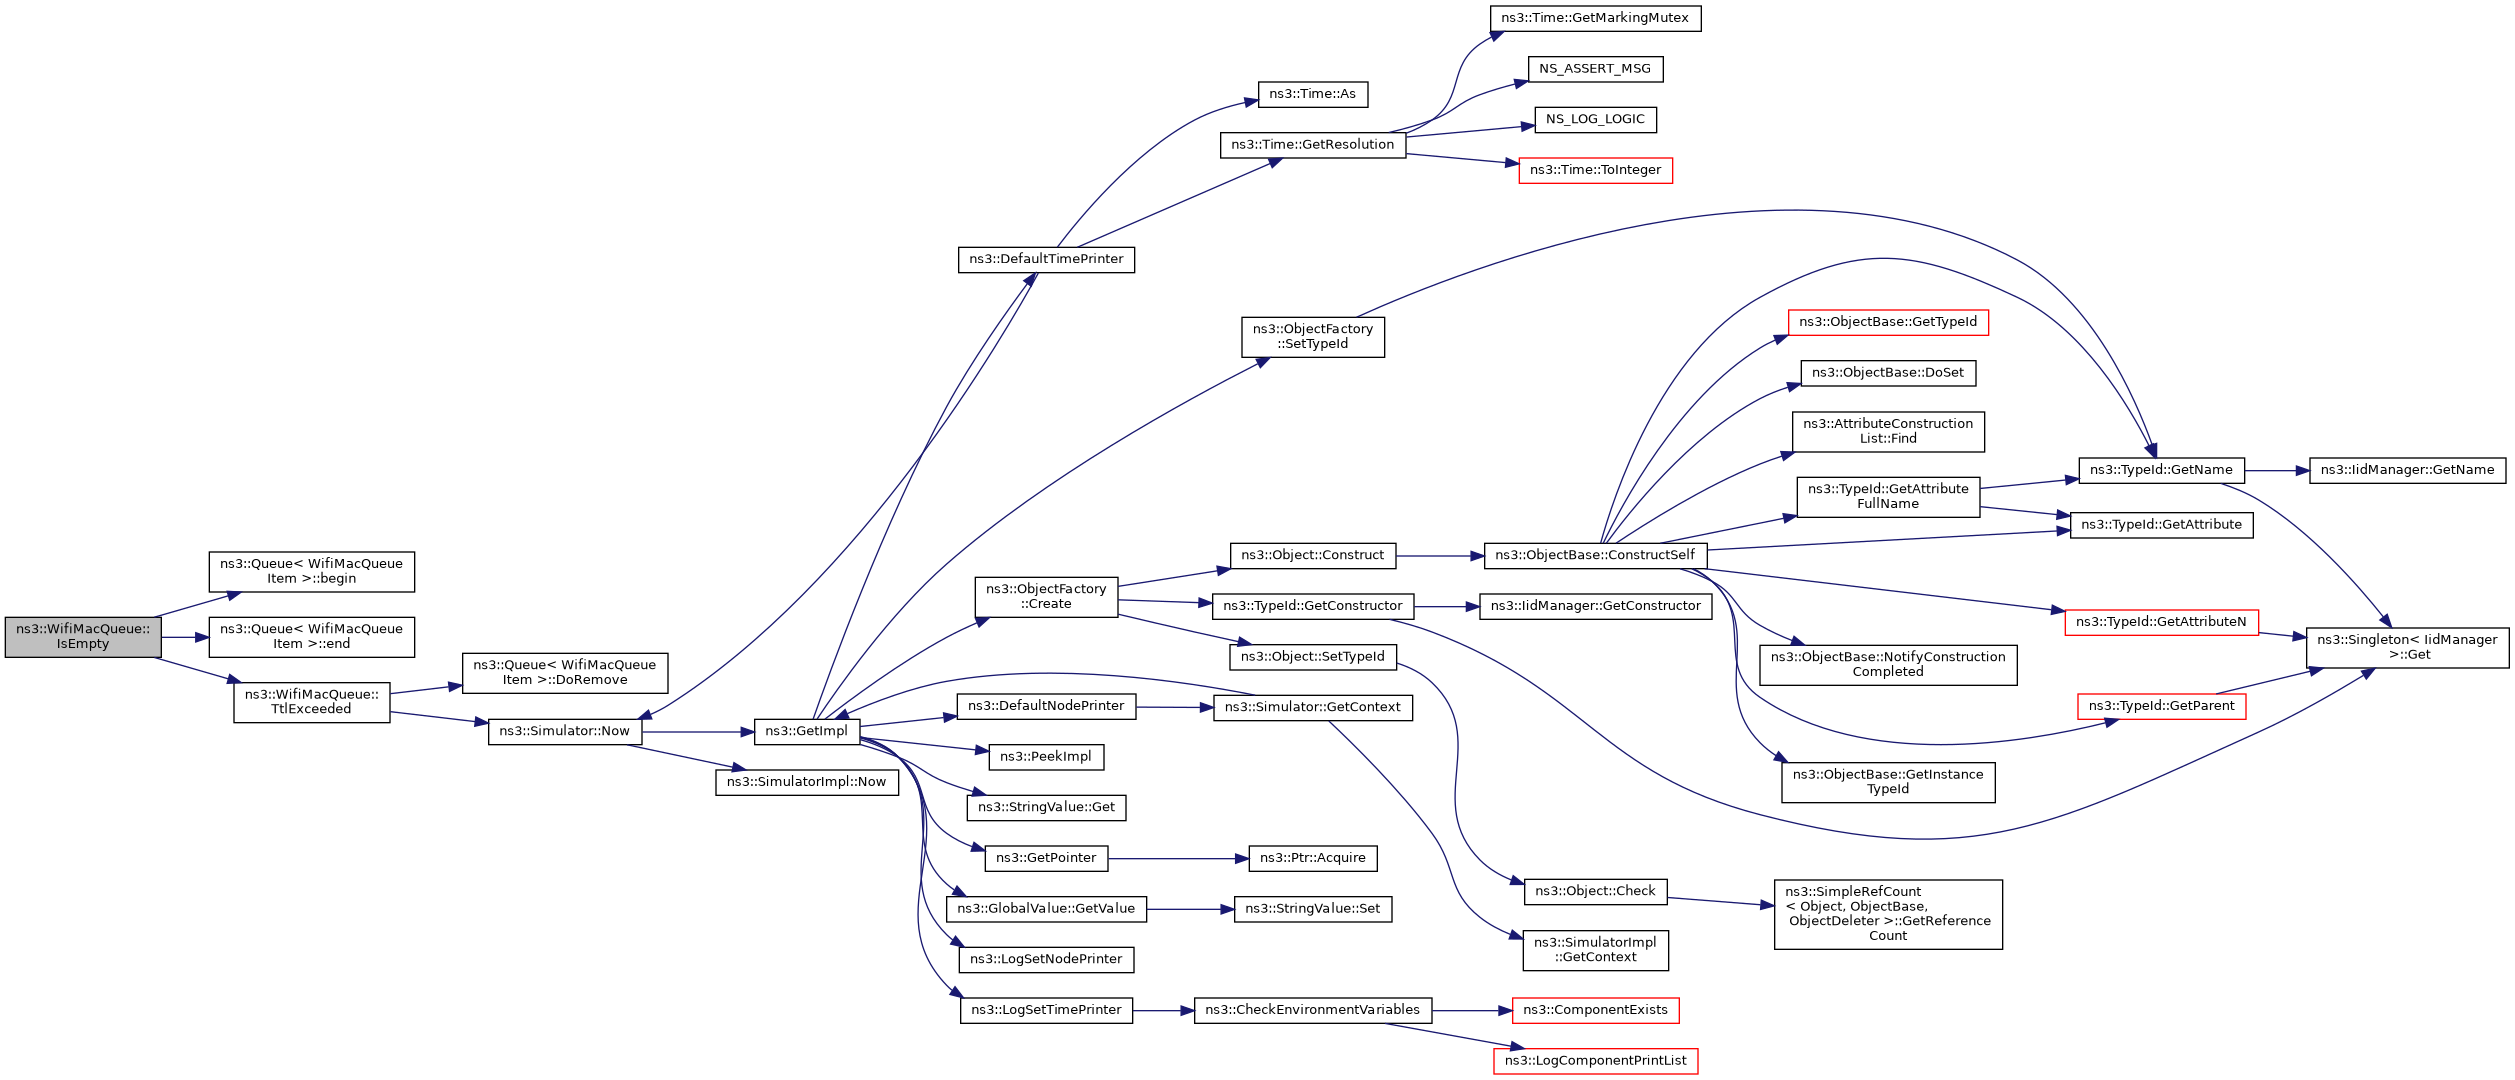 ns3::WifiMacQueue::
IsEmpty
ns3::Queue< WifiMacQueue
Item >::begin
ns3::Queue< WifiMacQueue
Item >::end
ns3::WifiMacQueue::
TtlExceeded
ns3::Queue< WifiMacQueue
Item >::DoRemove
ns3::Simulator::Now
ns3::GetImpl
ns3::SimulatorImpl::Now
ns3::DefaultTimePrinter
ns3::Time::As
ns3::Time::GetResolution
ns3::Time::GetMarkingMutex
NS_ASSERT_MSG
NS_LOG_LOGIC
ns3::Time::ToInteger
ns3::ObjectFactory
::SetTypeId
ns3::ObjectFactory
::Create
ns3::Object::Construct
ns3::TypeId::GetConstructor
ns3::Object::SetTypeId
ns3::DefaultNodePrinter
ns3::Simulator::GetContext
ns3::PeekImpl
ns3::StringValue::Get
ns3::GetPointer
ns3::Ptr::Acquire
ns3::GlobalValue::GetValue
ns3::StringValue::Set
ns3::LogSetNodePrinter
ns3::LogSetTimePrinter
ns3::CheckEnvironmentVariables
ns3::ComponentExists
ns3::LogComponentPrintList
ns3::ObjectBase::ConstructSelf
ns3::IidManager::GetConstructor
ns3::Object::Check
ns3::SimulatorImpl
::GetContext
ns3::ObjectBase::GetTypeId
ns3::ObjectBase::DoSet
ns3::AttributeConstruction
List::Find
ns3::TypeId::GetAttribute
FullName
ns3::ObjectBase::NotifyConstruction
Completed
ns3::ObjectBase::GetInstance
TypeId
ns3::SimpleRefCount
< Object, ObjectBase,
ObjectDeleter >::GetReference
Count
ns3::TypeId::GetName
ns3::TypeId::GetAttribute
ns3::TypeId::GetAttributeN
ns3::TypeId::GetParent
ns3::IidManager::GetName
ns3::Singleton< IidManager
>::Get